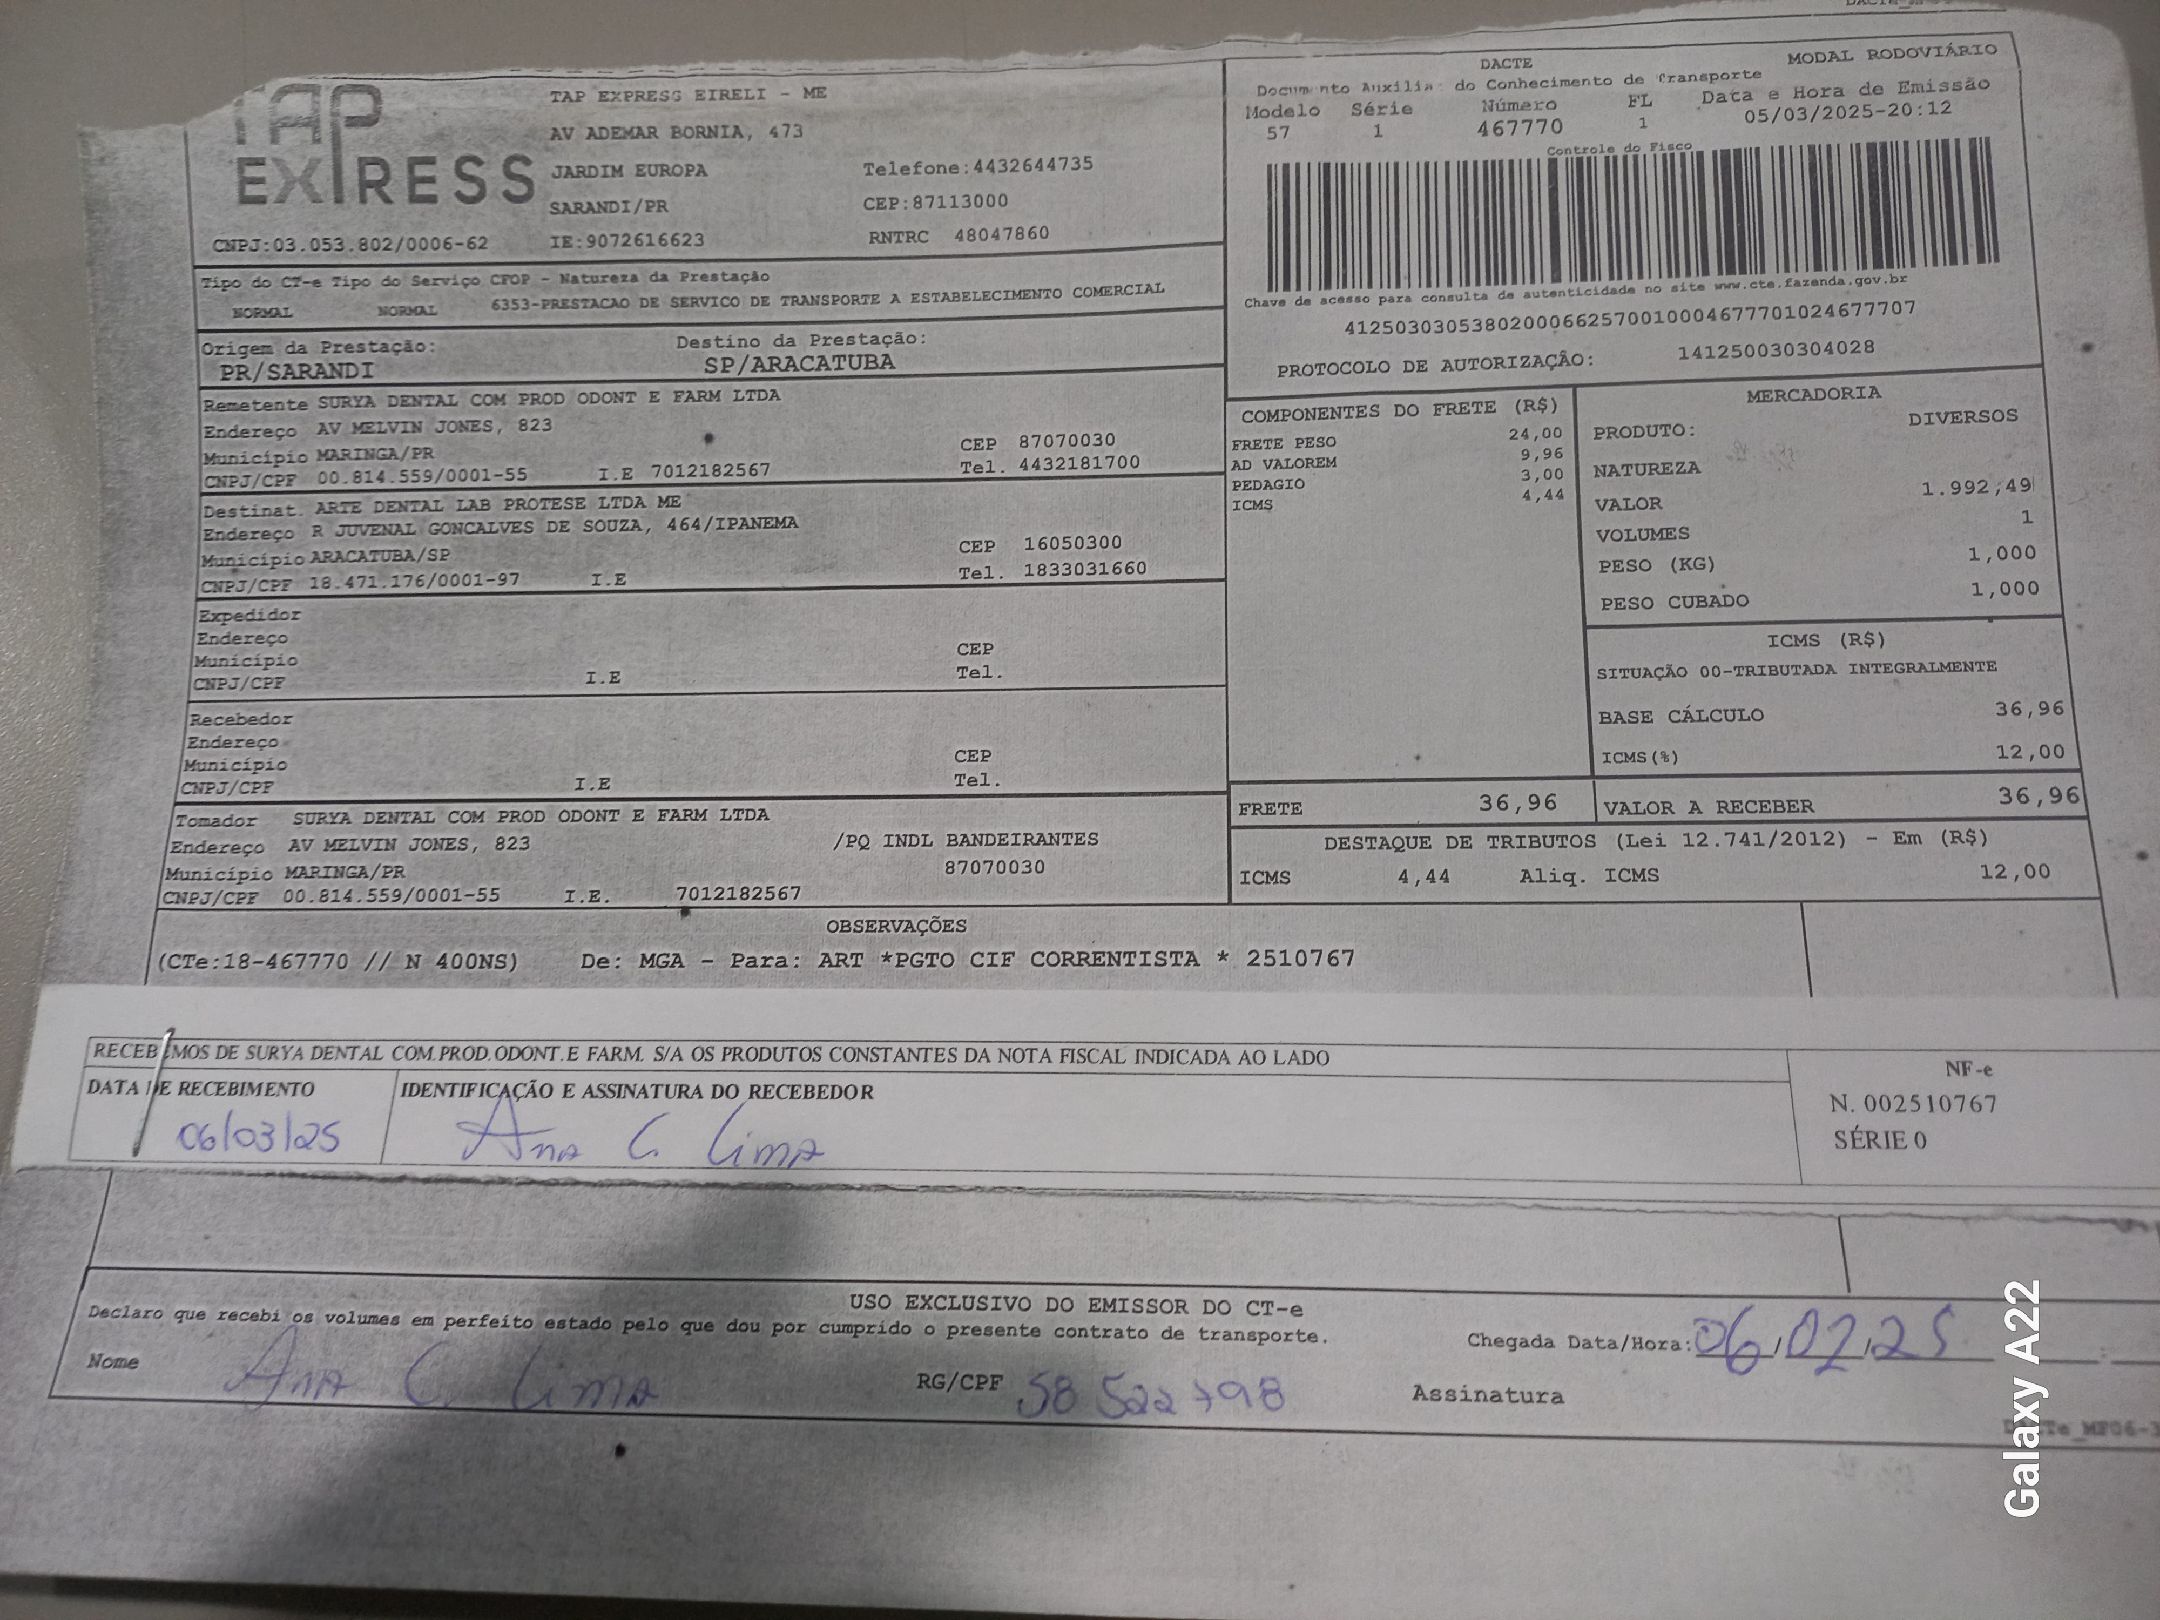 TAP
EXPRESS
TAP EXPRESS EIRELI - ME
AV ADEMAR BORNIA, 473
JARDIM EUROPA Telefone:4432644735
SARANDI/PR CEP:87113000
CNPJ:03.053.802/0006-62 IE:9072616623 RNTRC 48047860
DACTE MODAL RODOVIÁRIO
Documento Auxiliar do Conhecimento de Transporte
Modelo Série Número FL Data e Hora de Emissão
57 1 467770 1 05/03/2025-20:12
Controle do Fisco
Chave de acesso para consulta de autenticidade no site www.cte.fazenda.gov.br
41250303053802000662570010004677701024677707
PROTOCOLO DE AUTORIZAÇÃO: 141250030304028
Tipo do CT-e Tipo do Serviço CFOP - Natureza da Prestação
NORMAL NORMAL 6353-PRESTACAO DE SERVICO DE TRANSPORTE A ESTABELECIMENTO COMERCIAL
Origem da Prestação: Destino da Prestação:
PR/SARANDI SP/ARACATUBA
Remetente SURYA DENTAL COM PROD ODONT E FARM LTDA
Endereço AV MELVIN JONES, 823
Município MARINGA/PR CEP 87070030
CNPJ/CPF 00.814.559/0001-55 I.E 7012182567 Tel. 4432181700
Destinat. ARTE DENTAL LAB PROTESE LTDA ME
Endereço R JUVENAL GONCALVES DE SOUZA, 464/IPANEMA
Município ARACATUBA/SP CEP 16050300
CNPJ/CPF 18.471.176/0001-97 I.E Tel. 1833031660
Expedidor
Endereço
Município CEP
CNPJ/CPF I.E Tel.
Recebedor
Endereço
Município CEP
CNPJ/CPF I.E Tel.
Tomador SURYA DENTAL COM PROD ODONT E FARM LTDA
Endereço AV MELVIN JONES, 823 /PQ INDL BANDEIRANTES
Município MARINGA/PR 87070030
CNPJ/CPF 00.814.559/0001-55 I.E. 7012182567
COMPONENTES DO FRETE (R$)
FRETE PESO 24,00
AD VALOREM 9,96
PEDAGIO 3,00
ICMS 4,44
MERCADORIA
PRODUTO: DIVERSOS
NATUREZA
VALOR 1.992,49
VOLUMES 1
PESO (KG) 1,000
PESO CUBADO 1,000
ICMS (R$)
SITUAÇÃO 00-TRIBUTADA INTEGRALMENTE
BASE CÁLCULO 36,96
ICMS(%) 12,00
FRETE 36,96 VALOR A RECEBER 36,96
DESTAQUE DE TRIBUTOS (Lei 12.741/2012) - Em (R$)
ICMS 4,44 Aliq. ICMS 12,00
OBSERVAÇÕES
(CTe:18-467770 // N 400NS) De: MGA - Para: ART *PGTO CIF CORRENTISTA * 2510767
RECEBEMOS DE SURYA DENTAL COM.PROD.ODONT.E FARM. S/A OS PRODUTOS CONSTANTES DA NOTA FISCAL INDICADA AO LADO
DATA DE RECEBIMENTO IDENTIFICAÇÃO E ASSINATURA DO RECEBEDOR
06/03/25 Ana C. Lima
NF-e
N. 002510767
SÉRIE 0
USO EXCLUSIVO DO EMISSOR DO CT-e
Declaro que recebi os volumes em perfeito estado pelo que dou por cumprido o presente contrato de transporte.
Chegada Data/Hora: 06/02/25 :
Nome Ana C. Lima RG/CPF 58 522 798 Assinatura
Galaxy A22